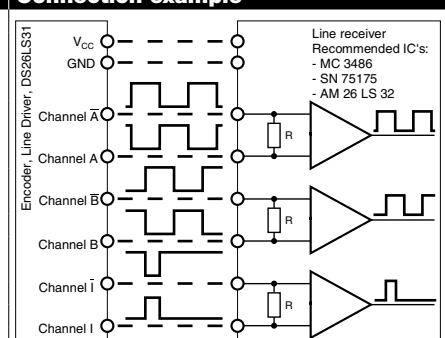 Connection example
Encoder, Line Driver, DS26LS31
V_CC
GND
Channel A̅
Channel A
Channel B̅
Channel B
Channel I̅
Channel I
Line receiver
Recommended IC's:
- MC 3486
- SN 75175
- AM 26 LS 32
R
R
R